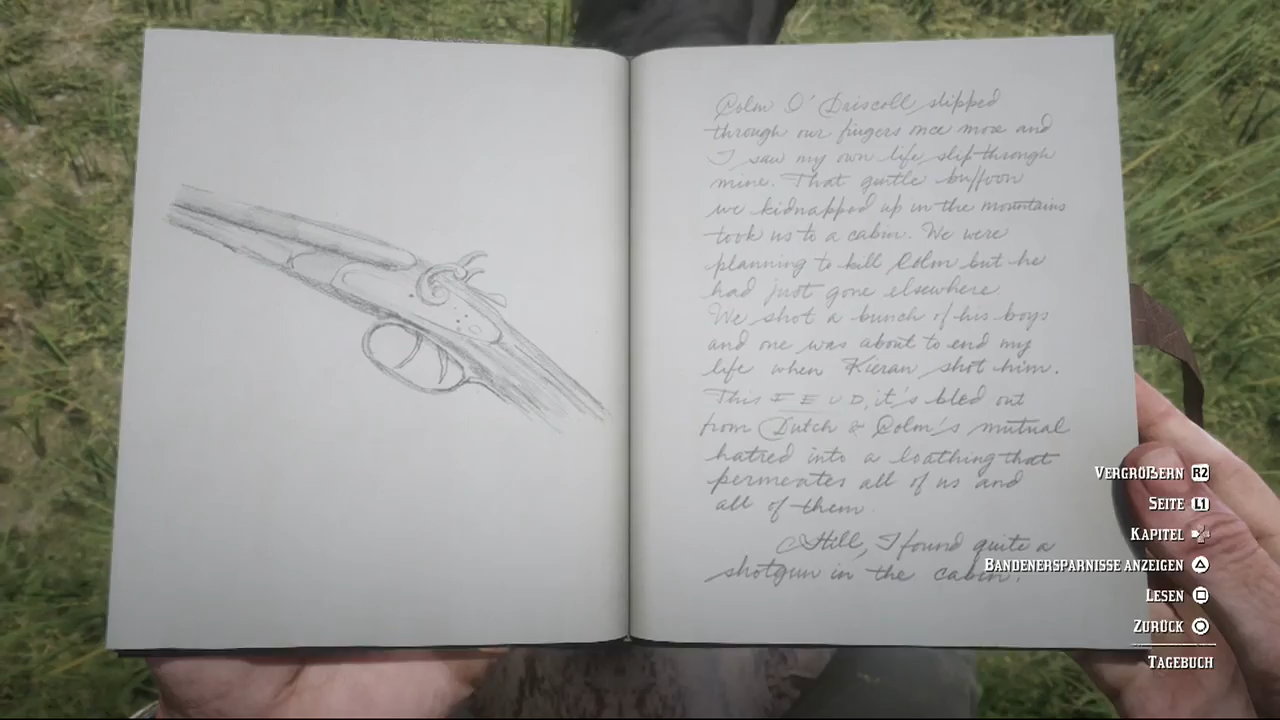 Colm O'Driscoll slipped
through our fingers once more and
I saw my own life slip through
mine. That gentle buffoon
we kidnapped up in the mountains
took us to a cabin. We were
planning to kill Colm but he
had just gone elsewhere.
We shot a bunch of his boys
and one was about to end my
life when Kieran shot him.
This FEUD, it's bled out
from Dutch & Colm's mutual
hatred into a loathing that
permeates all of us and
all of them.
Still, I found quite a
shotgun in the cabin.
VERGRÖẞERN R2
SEITE L1
KAPITEL
BANDENERSPARNISSE ANZEIGEN
LESEN
ZURÜCK
TAGEBUCH